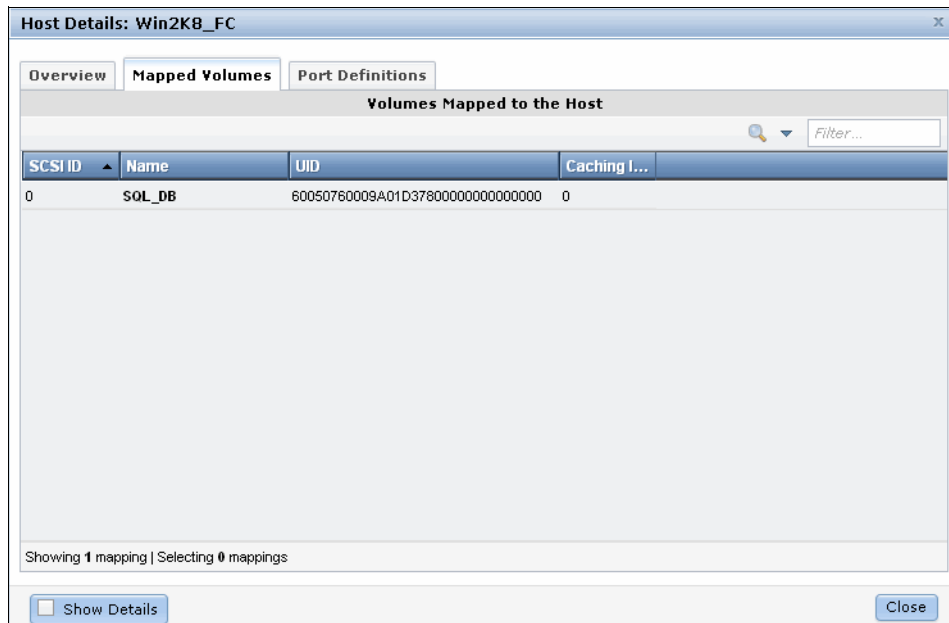 Host Details: Win2K8_FC x
Overview Mapped Volumes Port Definitions
Volumes Mapped to the Host
Filter...
SCSI ID Name UID Caching I...
0 SQL_DB 60050760009A01D37800000000000000 0
Showing 1 mapping | Selecting 0 mappings
Show Details Close